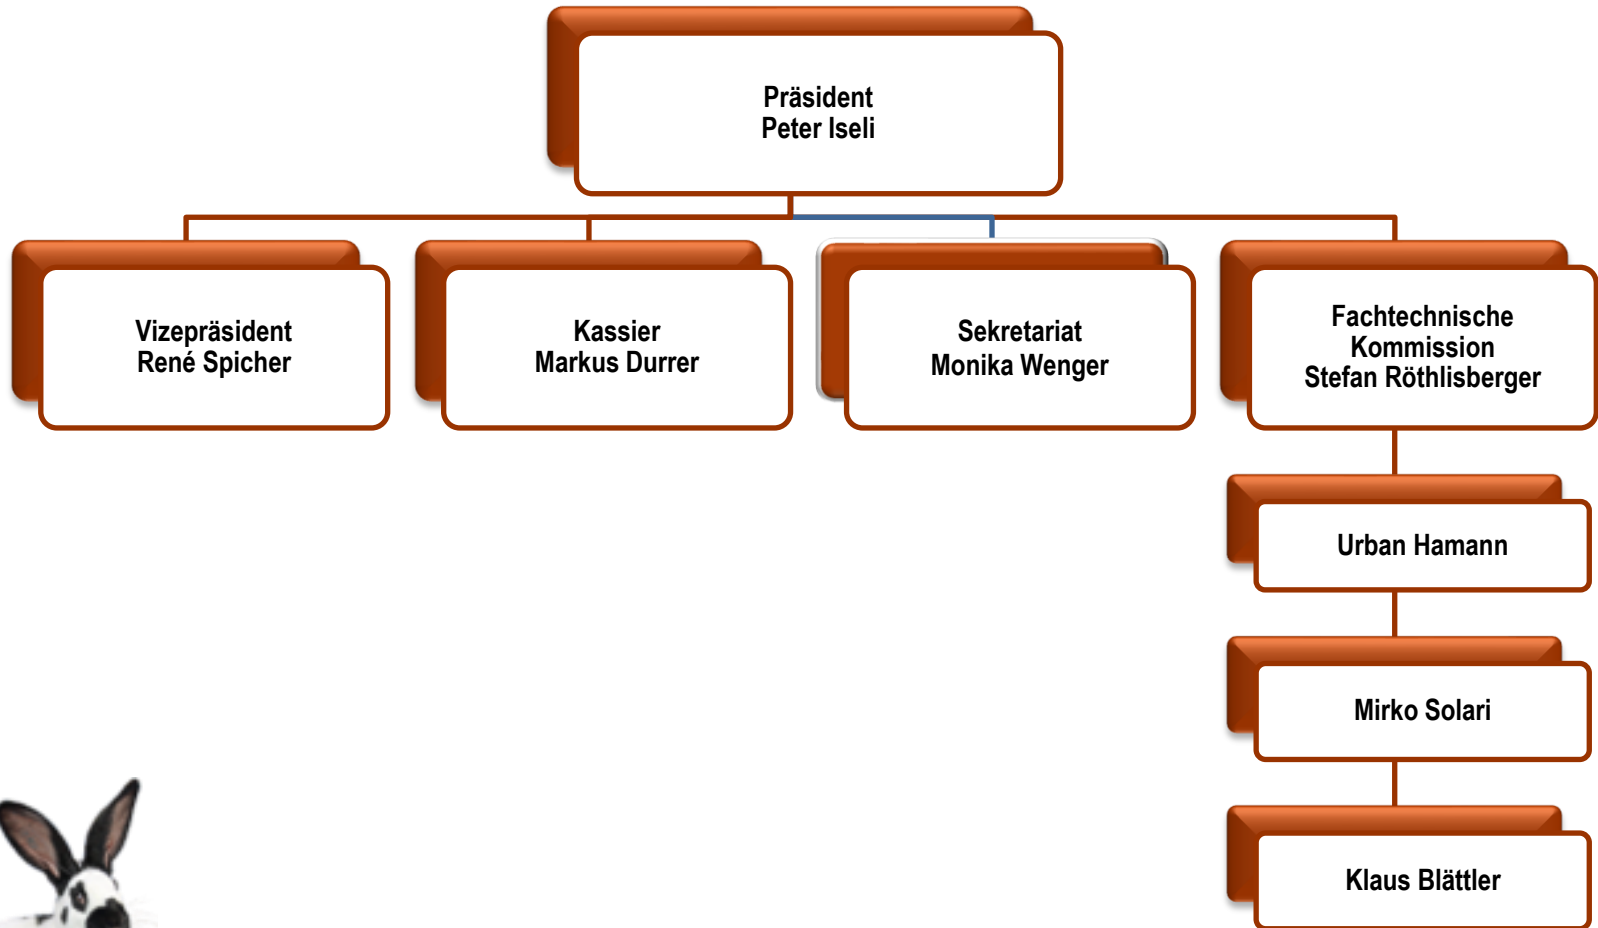 Präsident
Peter Iseli
Vizepräsident
René Spicher
Kassier
Markus Durrer
Sekretariat
Monika Wenger
Fachtechnische
Kommission
Stefan Röthlisberger
Urban Hamann
Mirko Solari
Klaus Blättler